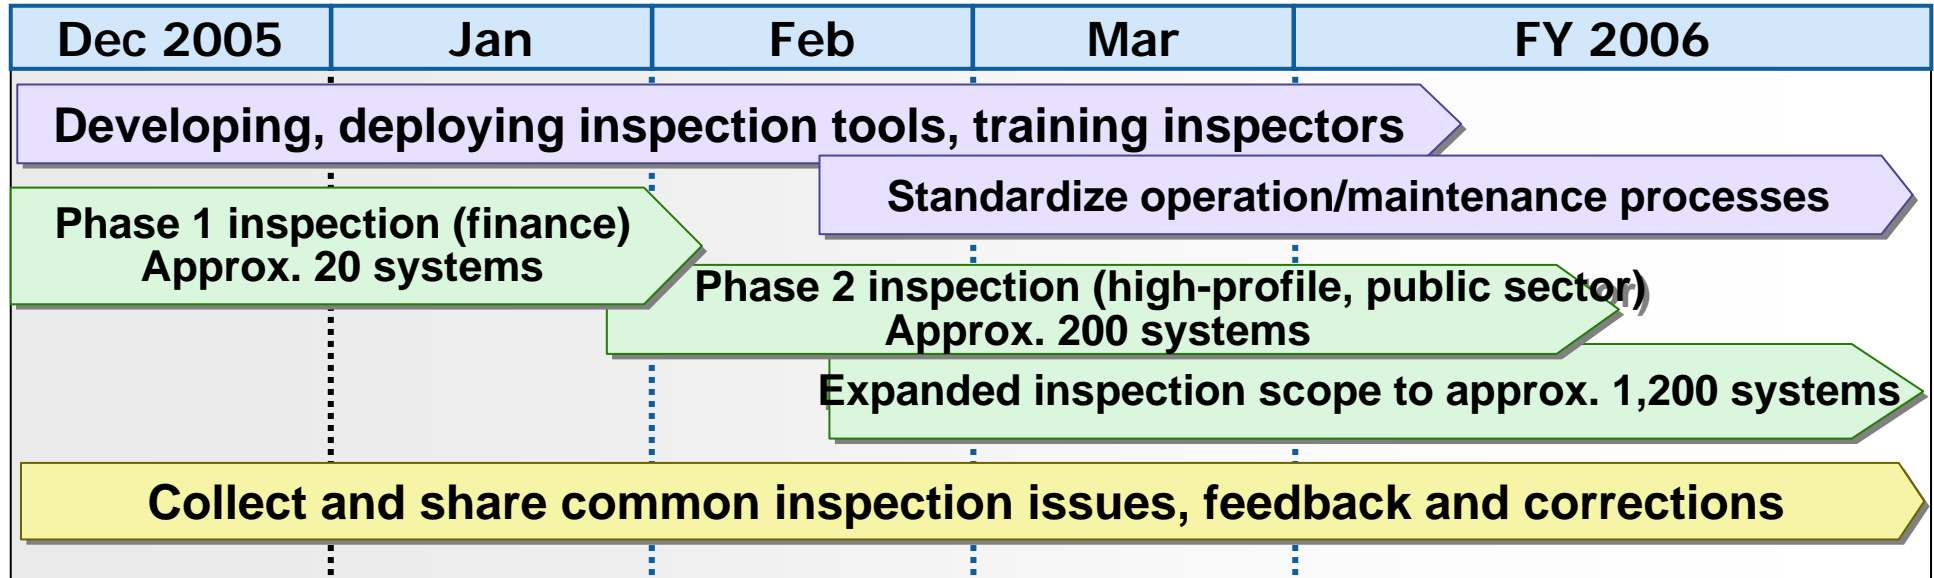 Dec 2005 Jan Feb Mar FY 2006
Developing, deploying inspection tools, training inspectors
Standardize operation/maintenance processes
Phase 1 inspection (finance)
Approx. 20 systems
Phase 2 inspection (high-profile, public sector)
Approx. 200 systems
Expanded inspection scope to approx. 1,200 systems
Collect and share common inspection issues, feedback and corrections